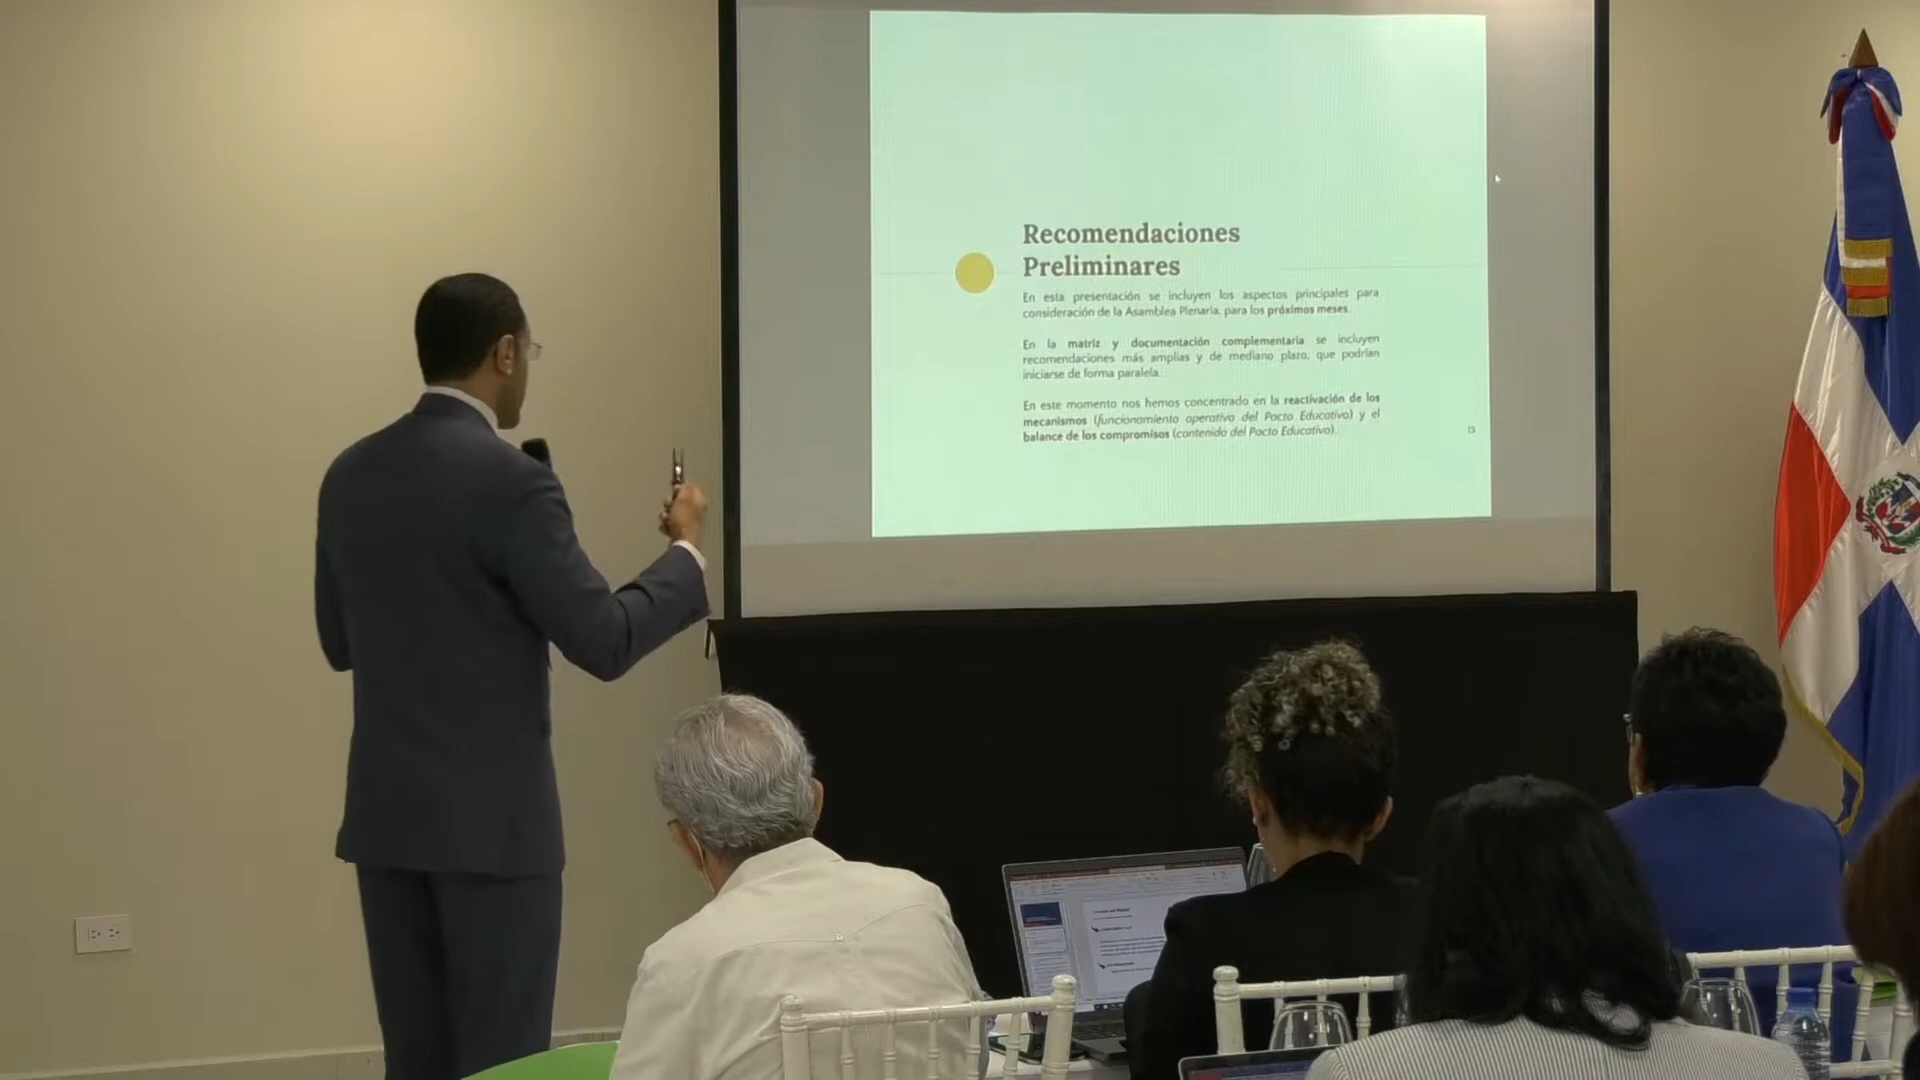 Recomendaciones
Preliminares
En esta presentación se incluyen los aspectos principales para
consideración de la Asamblea Plenaria, para los próximos meses.
En la matriz y documentación complementaria se incluyen
recomendaciones más amplias y de mediano plazo, que podrían
iniciarse de forma paralela.
En este momento nos hemos concentrado en la reactivación de los
mecanismos (funcionamiento operativo del Pacto Educativo) y el
balance de los compromisos (contenido del Pacto Educativo).
13